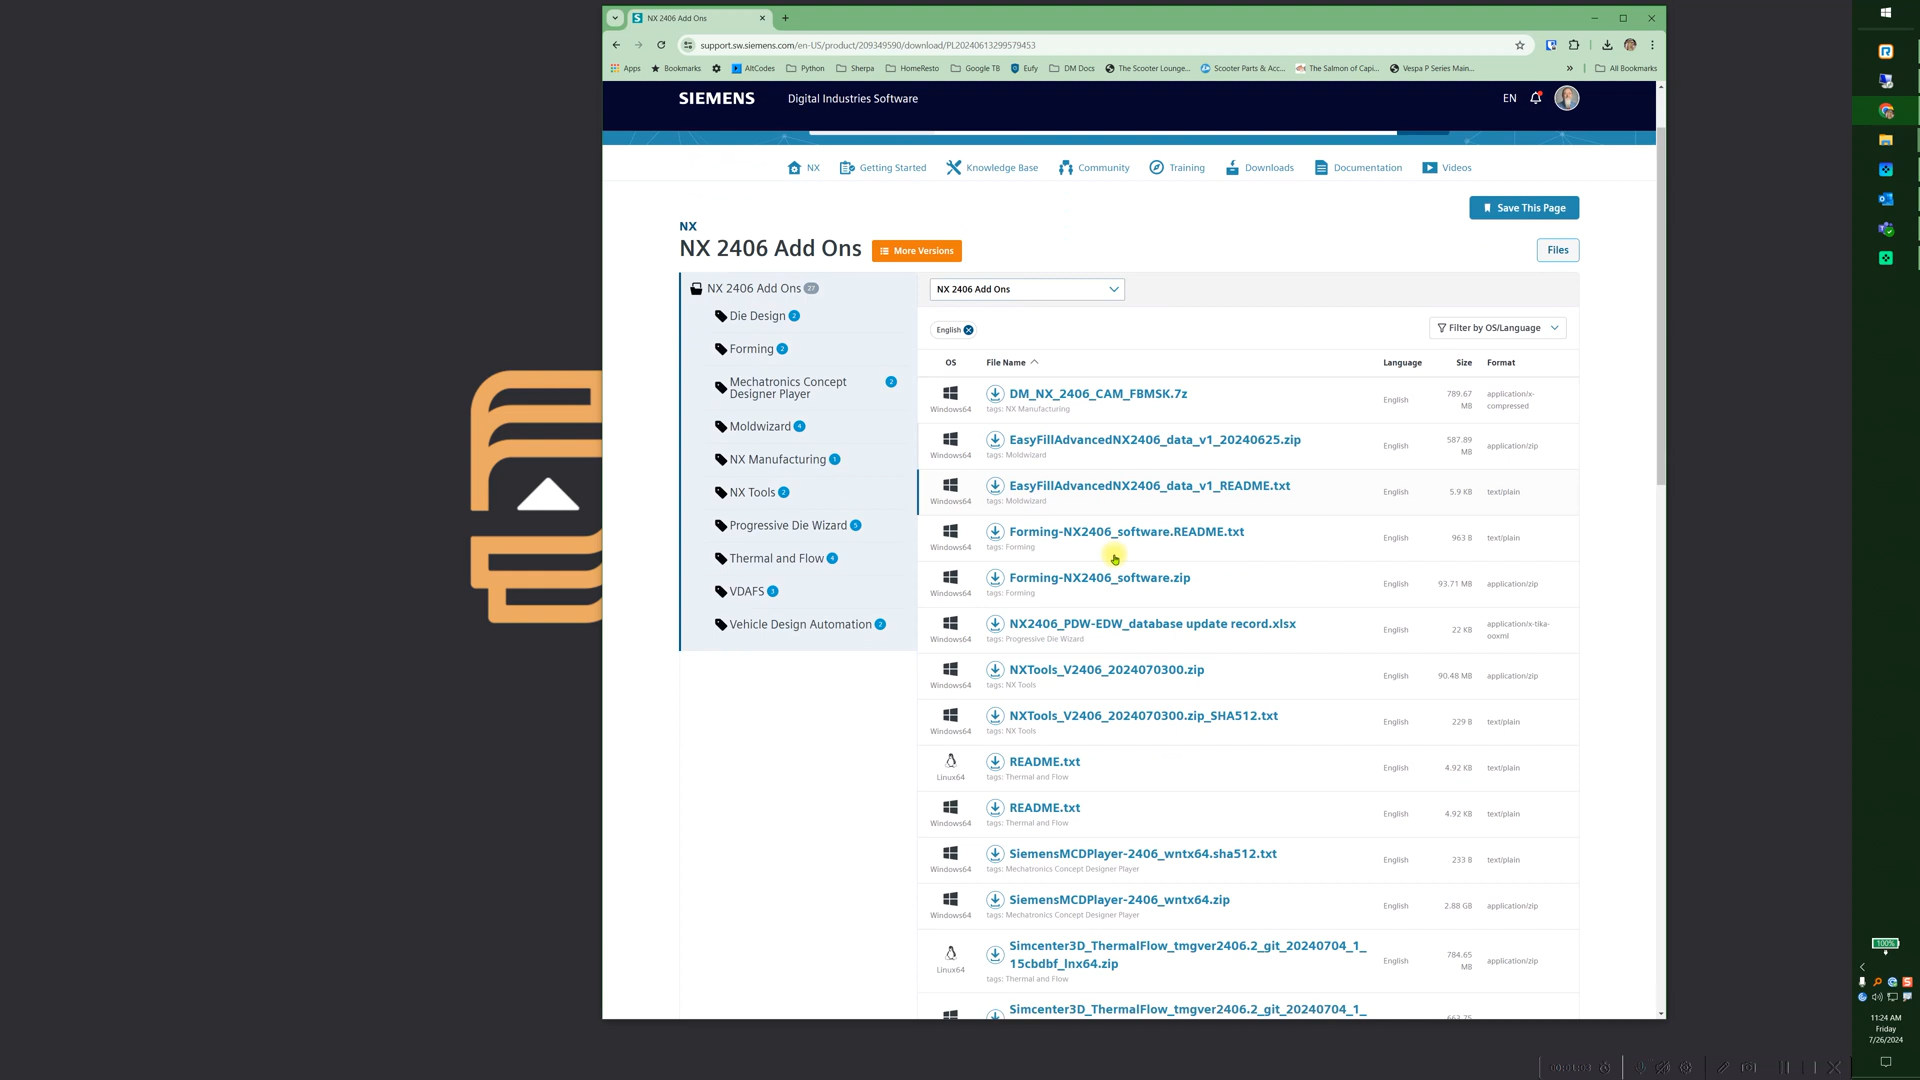 NX 2406 Add Ons
support.sw.siemens.com/en-US/product/209349590/download/PL20240613299579453
Apps Bookmarks AltCodes Python Sherpa HomeResto Google TB Eufy DM Docs The Scooter Lounge... Scooter Parts & Acc... The Salmon of Capi... Vespa P Series Main... » All Bookmarks
SIEMENS Digital Industries Software EN
NX Getting Started Knowledge Base Community Training Downloads Documentation Videos
Save This Page
NX
NX 2406 Add Ons More Versions Files
NX 2406 Add Ons 27
Die Design 2
Forming 2
Mechatronics Concept
Designer Player 2
Moldwizard 4
NX Manufacturing 1
NX Tools 2
Progressive Die Wizard 5
Thermal and Flow 4
VDAFS 3
Vehicle Design Automation 2
NX 2406 Add Ons
English Filter by OS/Language
OS File Name Language Size Format
Windows64 DM_NX_2406_CAM_FBMSK.7z English 789.67 MB application/x-compressed
tags: NX Manufacturing
Windows64 EasyFillAdvancedNX2406_data_v1_20240625.zip English 587.89 MB application/zip
tags: Moldwizard
Windows64 EasyFillAdvancedNX2406_data_v1_README.txt English 5.9 KB text/plain
tags: Moldwizard
Windows64 Forming-NX2406_software.README.txt English 963 B text/plain
tags: Forming
Windows64 Forming-NX2406_software.zip English 93.71 MB application/zip
tags: Forming
Windows64 NX2406_PDW-EDW_database update record.xlsx English 22 KB application/x-tika-ooxml
tags: Progressive Die Wizard
Windows64 NXTools_V2406_2024070300.zip English 90.48 MB application/zip
tags: NX Tools
Windows64 NXTools_V2406_2024070300.zip_SHA512.txt English 229 B text/plain
tags: NX Tools
Linux64 README.txt English 4.92 KB text/plain
tags: Thermal and Flow
Windows64 README.txt English 4.92 KB text/plain
tags: Thermal and Flow
Windows64 SiemensMCDPlayer-2406_wntx64.sha512.txt English 233 B text/plain
tags: Mechatronics Concept Designer Player
Windows64 SiemensMCDPlayer-2406_wntx64.zip English 2.88 GB application/zip
tags: Mechatronics Concept Designer Player
Linux64 Simcenter3D_ThermalFlow_tmgver2406.2_git_20240704_1_
15cbdbf_lnx64.zip English 784.65 MB application/zip
tags: Thermal and Flow
Simcenter3D_ThermalFlow_tmgver2406.2_git_20240704_1_
100%
11:24 AM
Friday
7/26/2024